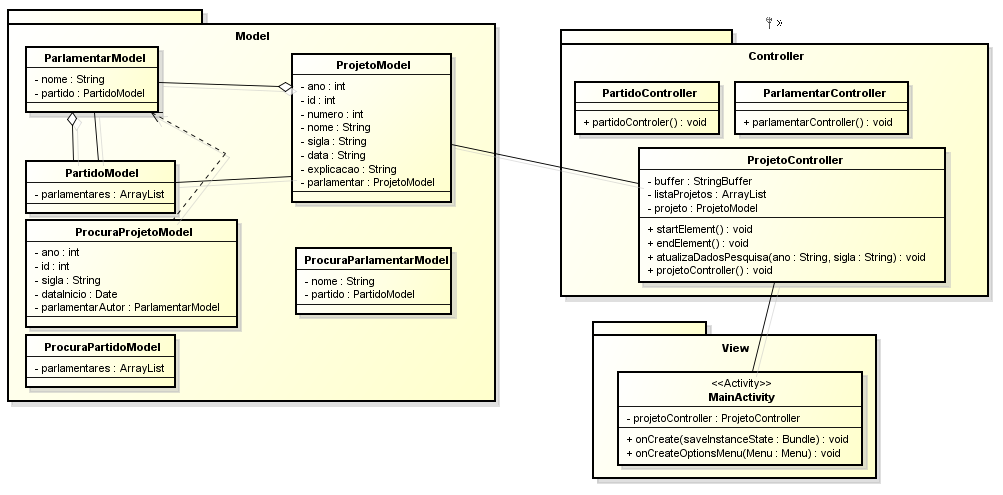 Model
ParlamentarModel
- nome : String
- partido : PartidoModel
ProjetoModel
- ano : int
- id : int
- numero : int
- nome : String
- sigla : String
- data : String
- explicacao : String
- parlamentar : ProjetoModel
PartidoModel
- parlamentares : ArrayList
ProcuraProjetoModel
- ano : int
- id : int
- sigla : String
- dataInicio : Date
- parlamentarAutor : ParlamentarModel
ProcuraParlamentarModel
- nome : String
- partido : PartidoModel
ProcuraPartidoModel
- parlamentares : ArrayList
Controller
PartidoController
+ partidoControler() : void
ParlamentarController
+ parlamentarController() : void
ProjetoController
- buffer : StringBuffer
- listaProjetos : ArrayList
- projeto : ProjetoModel
+ startElement() : void
+ endElement() : void
+ atualizaDadosPesquisa(ano : String, sigla : String) : void
+ projetoController() : void
View
<<Activity>>
MainActivity
- projetoController : ProjetoController
+ onCreate(saveInstanceState : Bundle) : void
+ onCreateOptionsMenu(Menu : Menu) : void